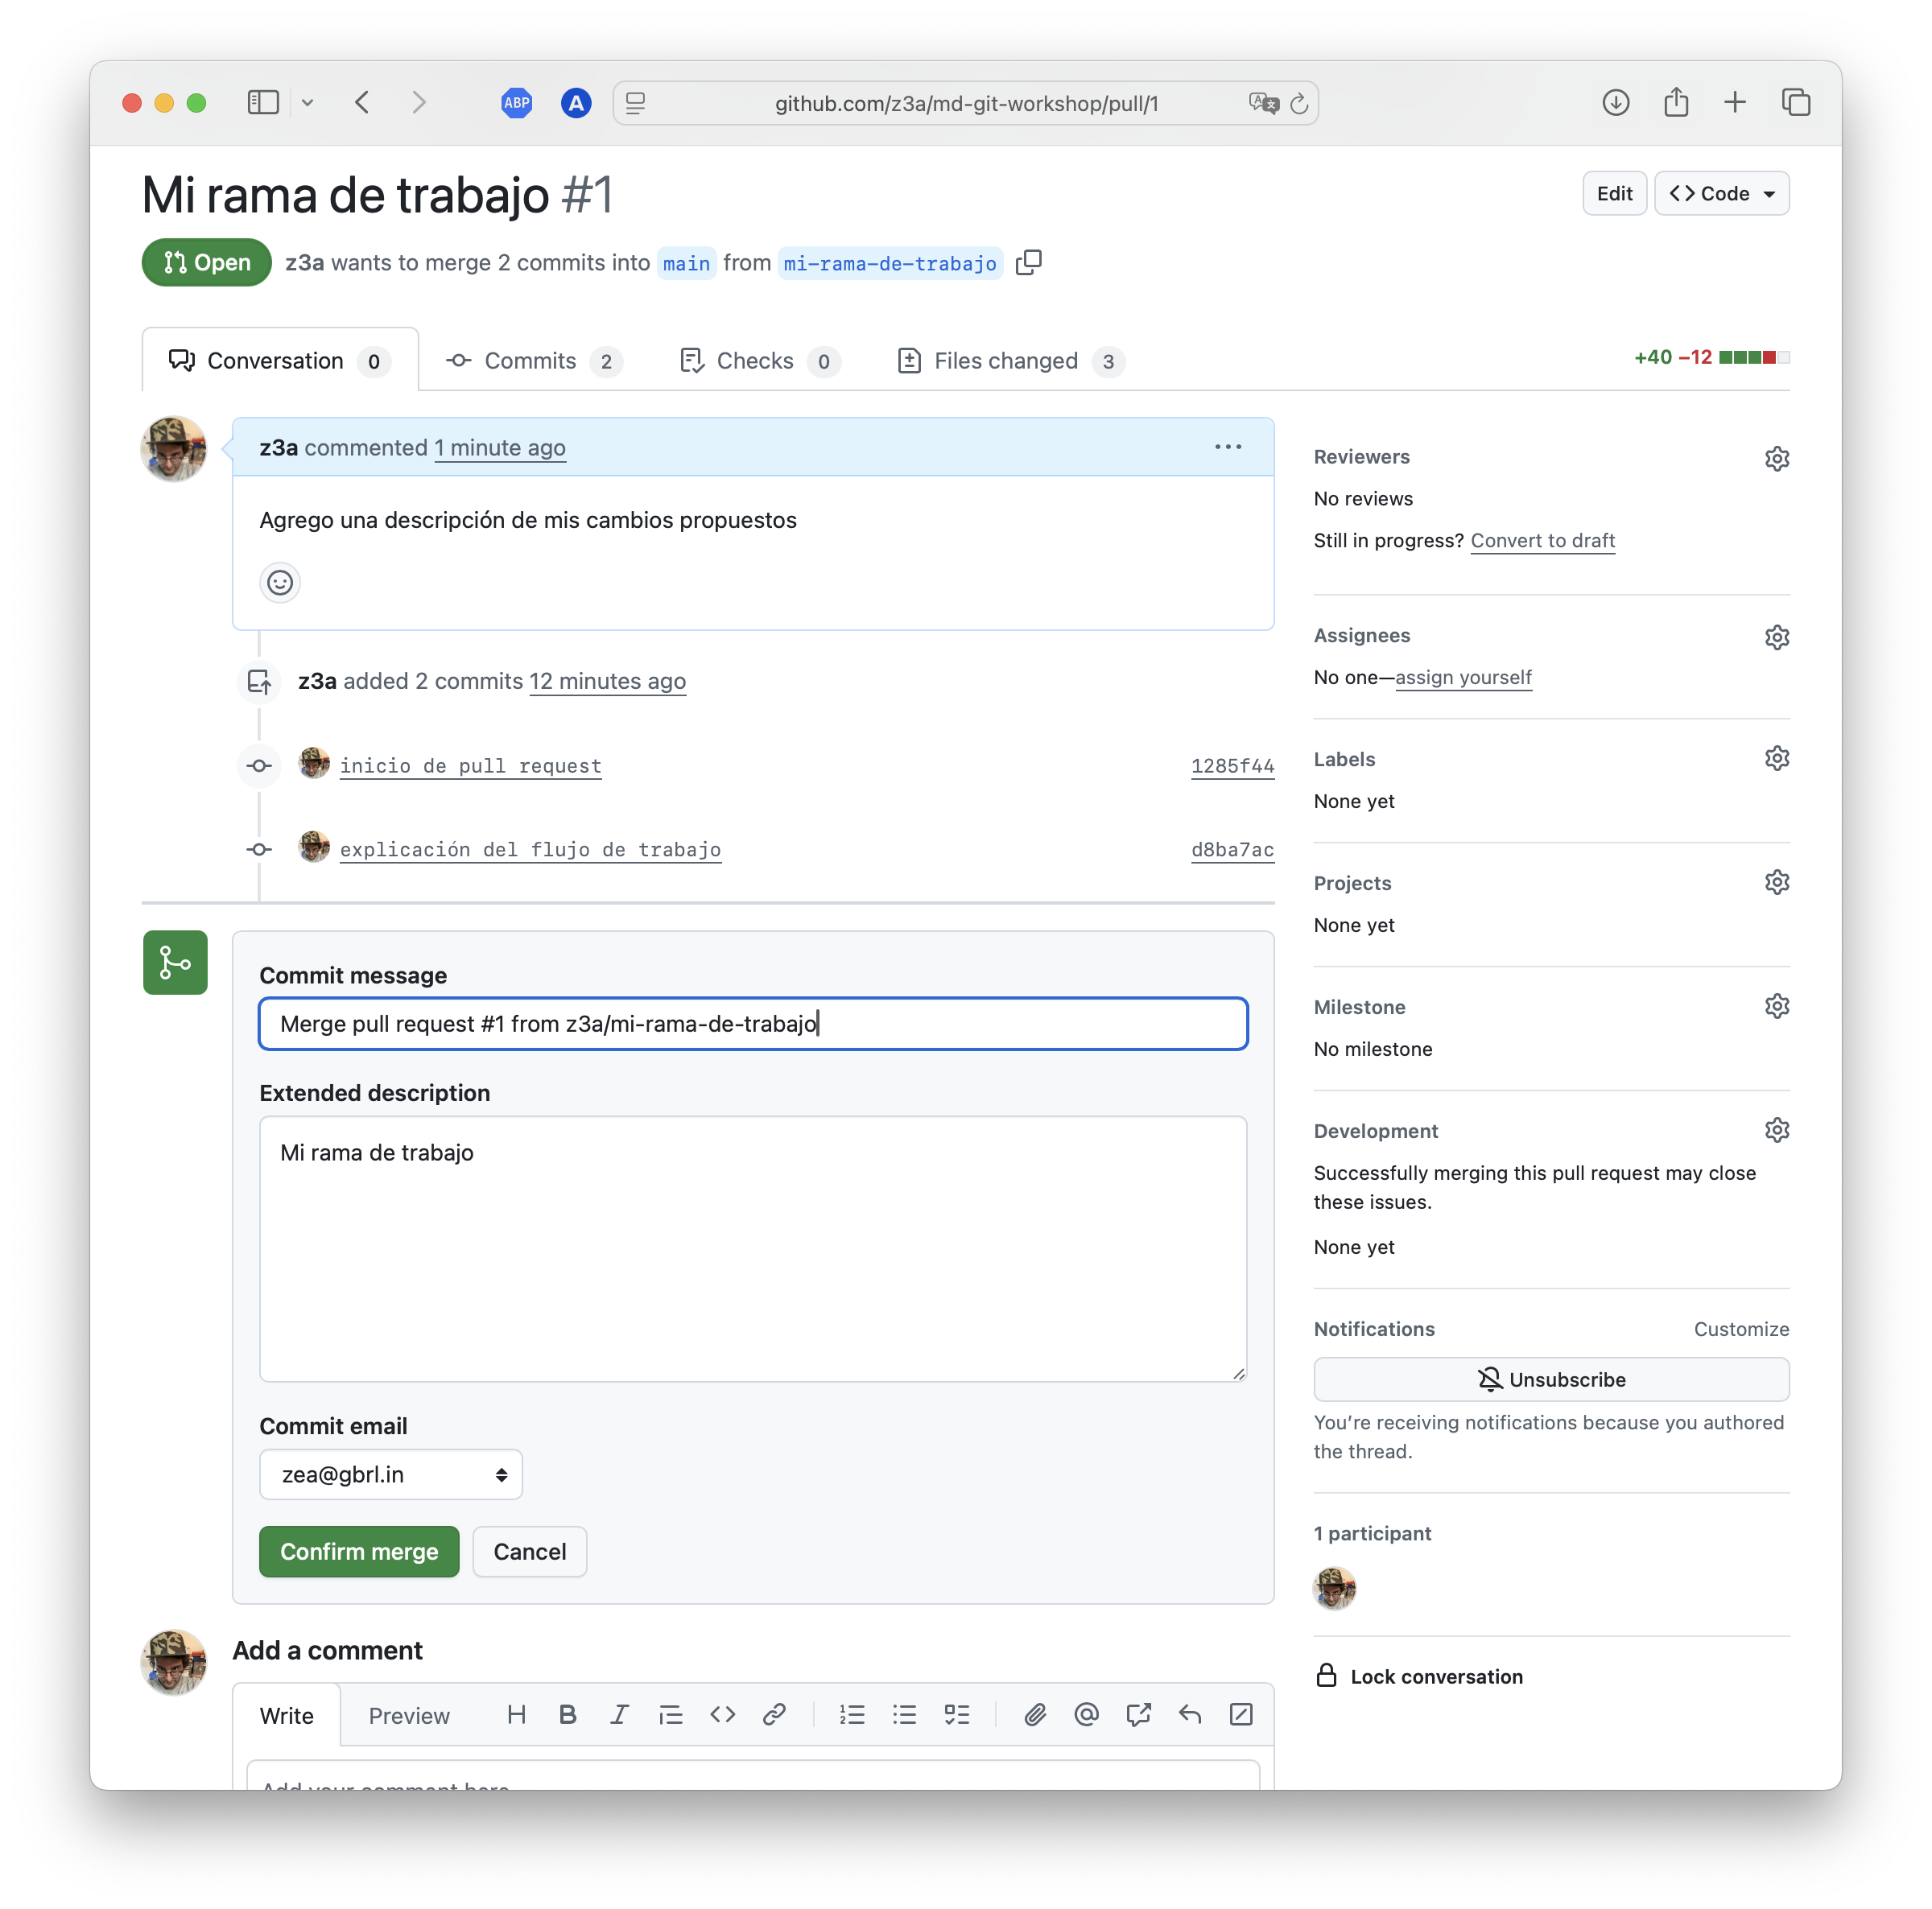 ABP A github.com/z3a/md-git-workshop/pull/1
Mi rama de trabajo #1
Edit
Code
Open
z3a wants to merge 2 commits into main from mi-rama-de-trabajo
Conversation 0
Commits 2
Checks 0
Files changed 3
+40 −12
z3a commented 1 minute ago
Agrego una descripción de mis cambios propuestos
z3a added 2 commits 12 minutes ago
inicio de pull request 1285f44
explicación del flujo de trabajo d8ba7ac
Commit message
Merge pull request #1 from z3a/mi-rama-de-trabajo
Extended description
Mi rama de trabajo
Commit email
zea@gbrl.in
Confirm merge
Cancel
Add a comment
Write
Preview
Add your comment here
Reviewers
No reviews
Still in progress? Convert to draft
Assignees
No one—assign yourself
Labels
None yet
Projects
None yet
Milestone
No milestone
Development
Successfully merging this pull request may close
these issues.
None yet
Notifications
Customize
Unsubscribe
You’re receiving notifications because you authored
the thread.
1 participant
Lock conversation